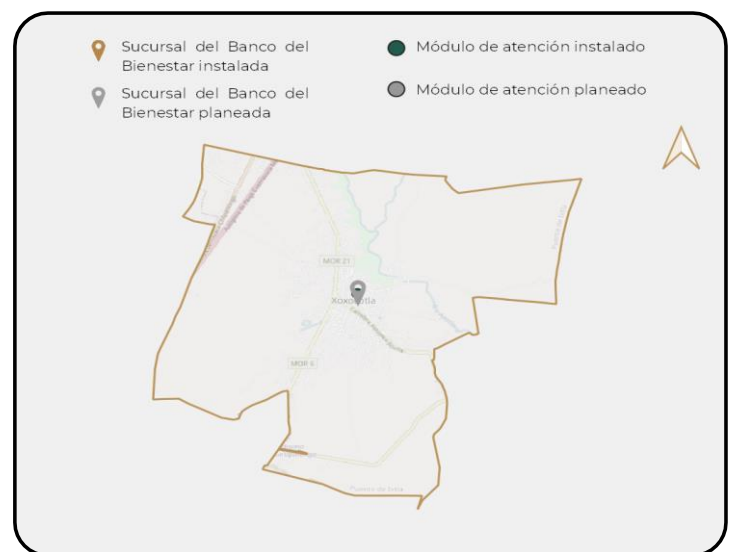 Sucursal del Banco del
Bienestar instalada
Módulo de atención instalado
Sucursal del Banco del
Bienestar planeada
Módulo de atención planeado
MOR 21
MOR 6